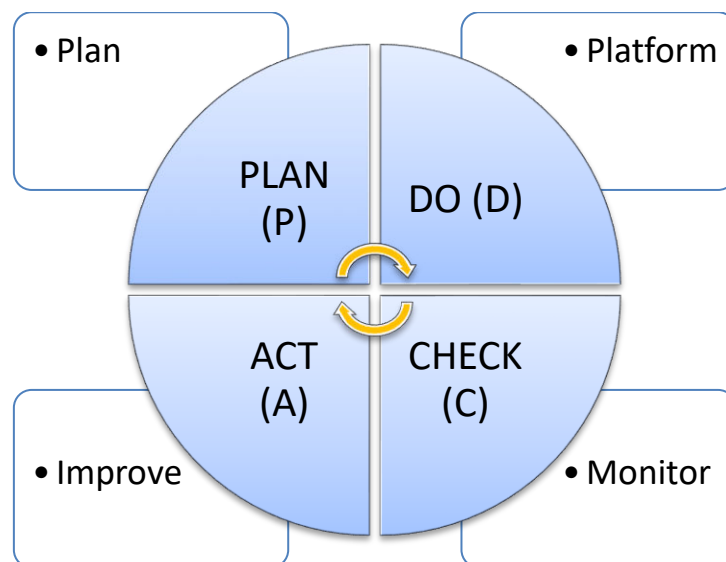 • Plan
• Platform
PLAN
(P)
DO (D)
ACT
(A)
CHECK
(C)
• Improve
• Monitor